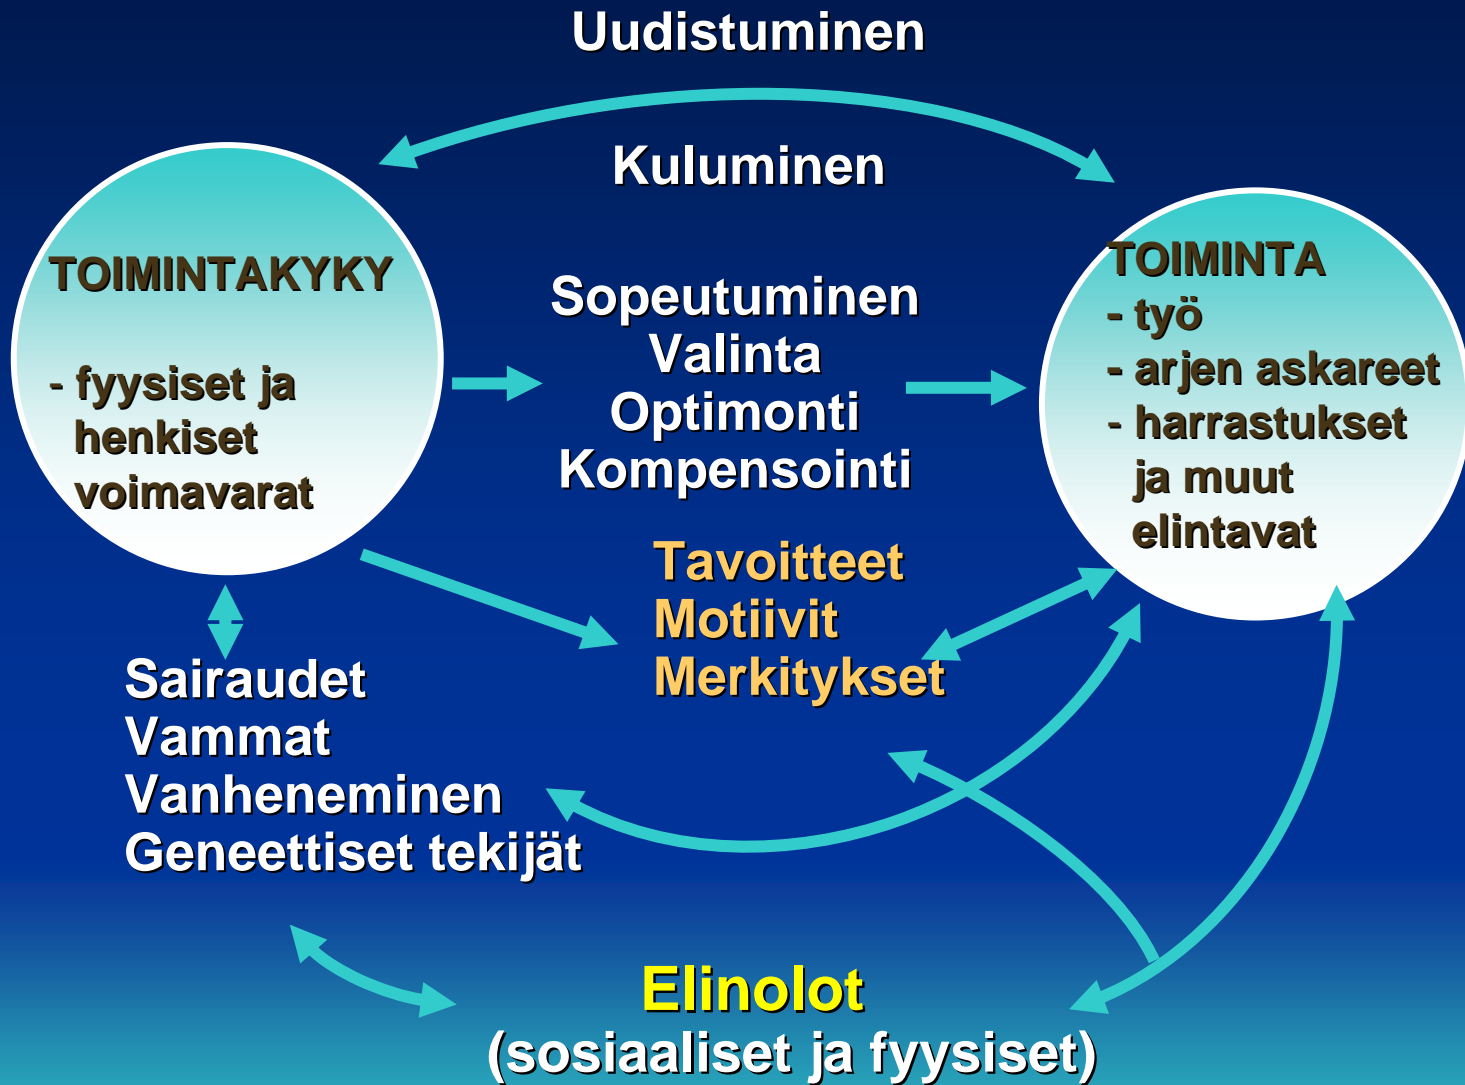 Uudistuminen
Kuluminen
TOIMINTAKYKY
- fyysiset ja
henkiset
voimavarat
Sopeutuminen
Valinta
Optimonti
Kompensointi
TOIMINTA
- työ
- arjen askareet
- harrastukset
ja muut
elintavat
Tavoitteet
Motiivit
Merkitykset
Sairaudet
Vammat
Vanheneminen
Geneettiset tekijät
Elinolot
(sosiaaliset ja fyysiset)